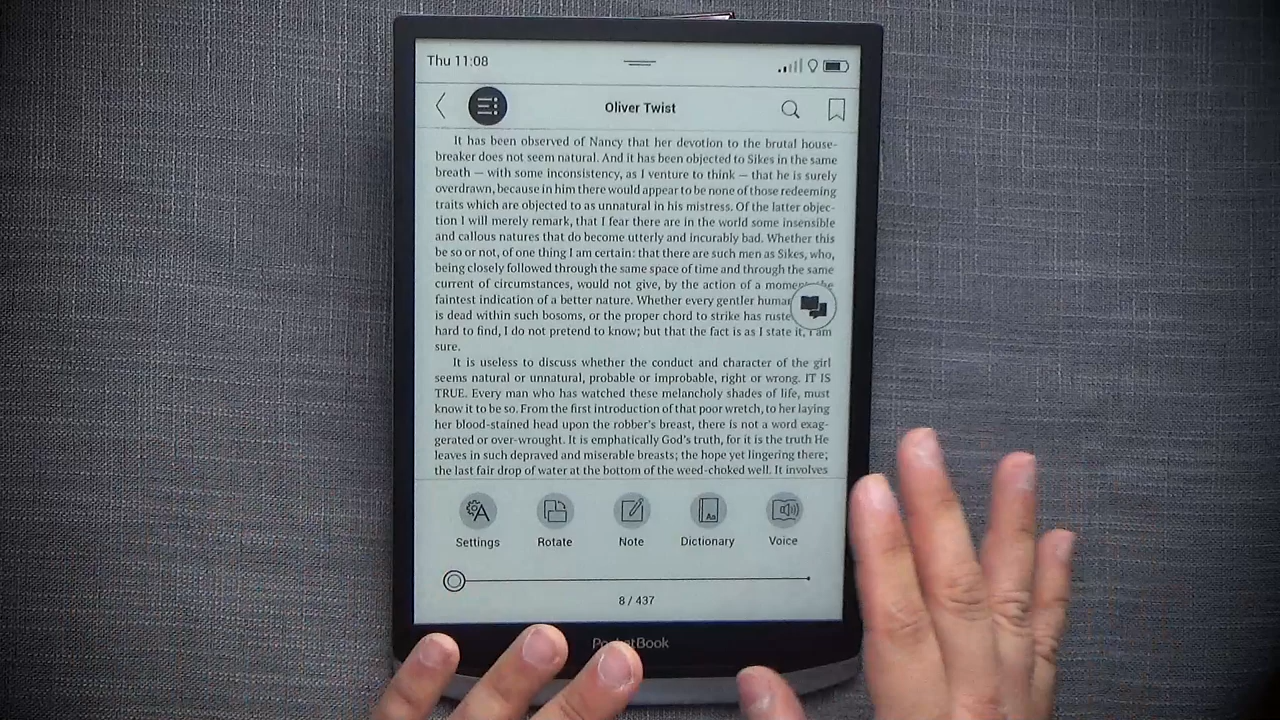 Thu 11:08
Oliver Twist
It has been observed of Nancy that her devotion to the brutal house-
breaker does not seem natural. And it has been objected to Sikes in the same
breath — with some inconsistency, as I venture to think — that he is surely
overdrawn, because in him there would appear to be none of those redeeming
traits which are objected to as unnatural in his mistress. Of the latter objec-
tion I will merely remark, that I fear there are in the world some insensible
and callous natures that do become utterly and incurably bad. Whether this
be so or not, of one thing I am certain: that there are such men as Sikes, who,
being closely followed through the same space of time and through the same
current of circumstances, would not give, by the action of a moment, the
faintest indication of a better nature. Whether every gentler human
is dead within such bosoms, or the proper chord to strike has ruste
hard to find, I do not pretend to know; but that the fact is as I state it, I am
sure.
It is useless to discuss whether the conduct and character of the girl
seems natural or unnatural, probable or improbable, right or wrong. IT IS
TRUE. Every man who has watched these melancholy shades of life, must
know it to be so. From the first introduction of that poor wretch, to her laying
her blood-stained head upon the robber's breast, there is not a word exag-
gerated or over-wrought. It is emphatically God's truth, for it is the truth He
leaves in such depraved and miserable breasts; the hope yet lingering there;
the last fair drop of water at the bottom of the weed-choked well. It involves
Settings Rotate Note Dictionary Voice
8 / 437
PocketBook